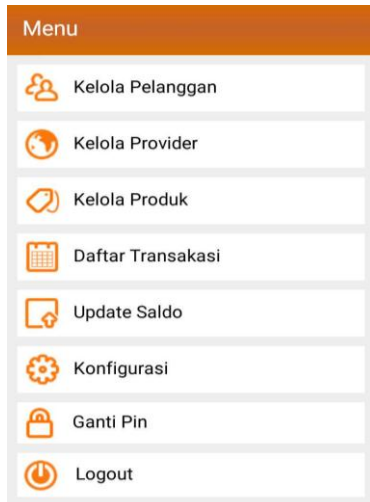 Menu
Kelola Pelanggan
Kelola Provider
Kelola Produk
Daftar Transakasi
Update Saldo
Konfigurasi
Ganti Pin
Logout